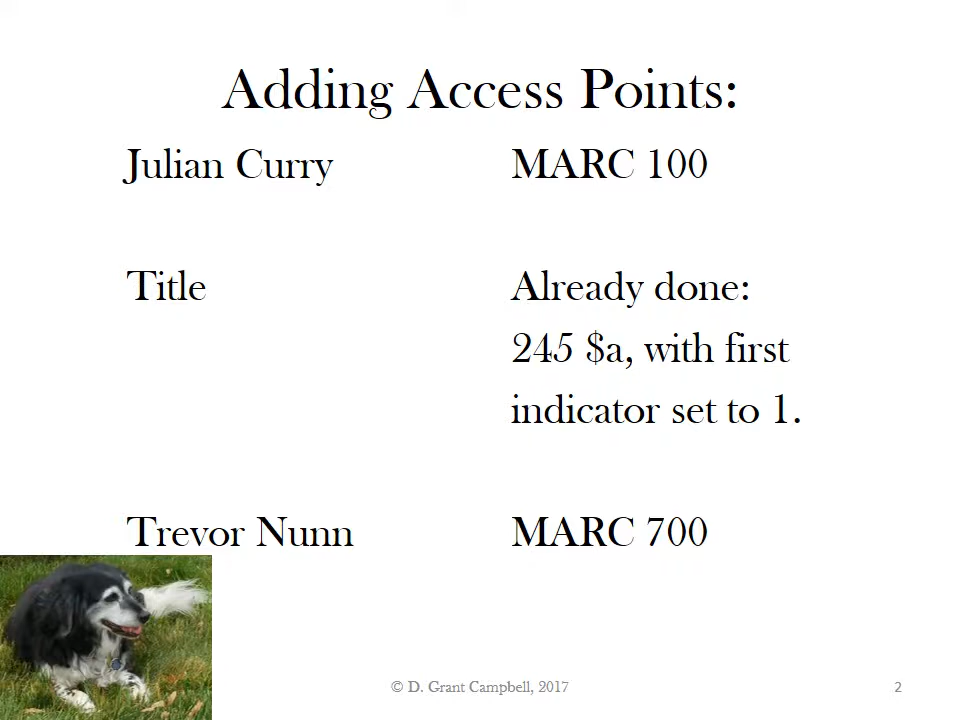 Adding Access Points:
Julian Curry MARC 100
Title Already done:
245 $a, with first
indicator set to 1.
Trevor Nunn MARC 700
© D. Grant Campbell, 2017 2